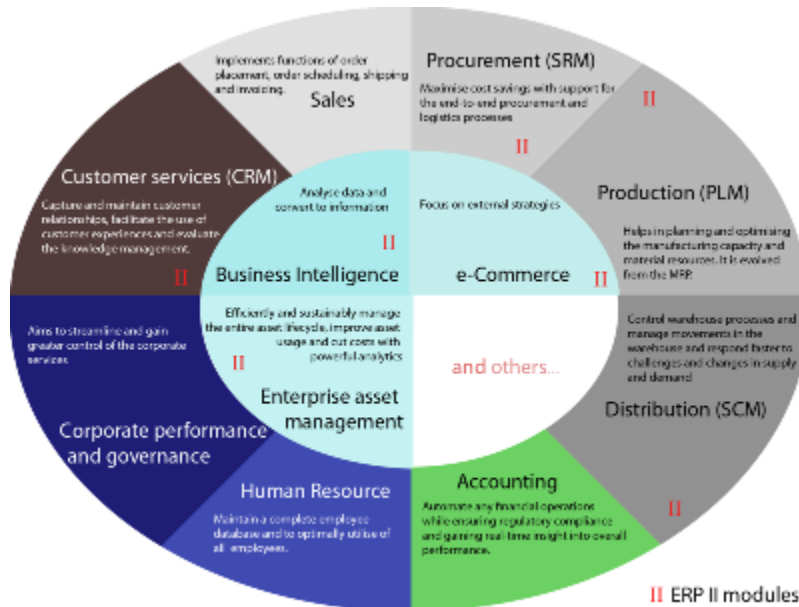 Implements functions of order
placement, order scheduling, shipping
and invoicing.
Sales
Procurement (SRM)
Maximise cost savings with support for
the end-to-end procurement and
logistics processes
II
II
Customer services (CRM)
Capture and maintain customer
relationships, facilitate the use of
customer experiences and evaluate
the knowledge management.
II
Analyse data and
convert to information
II
Business Intelligence
Focus on external strategies
e-Commerce
II
Production (PLM)
Helps in planning and optimising
the manufacturing capacity and
material resources. It is evolved
from the MRP.
Aims to streamline and gain
greater control of the corporate
services
Corporate performance
and governance
Efficiently and sustainably manage
the entire asset lifecycle, improve asset
usage and cut costs with
powerful analytics
II
Enterprise asset
management
and others...
Control warehouse processes and
manage movements in the
warehouse and respond faster to
challenges and changes in supply
and demand
Distribution (SCM)
II
Human Resource
Maintain a complete employee
database and to optimally utilise of
all employees.
Accounting
Automate any financial operations
while ensuring regulatory compliance
and gaining real-time insight into overall
performance.
II ERP II modules